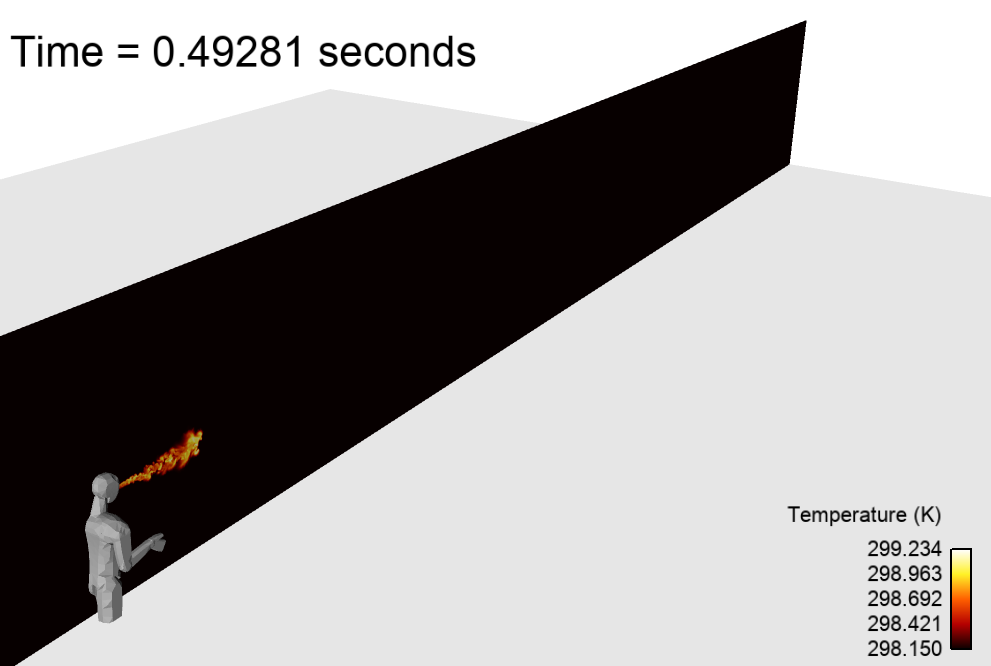 Time = 0.49281 seconds
Temperature (K)
299.234
298.963
298.692
298.421
298.150